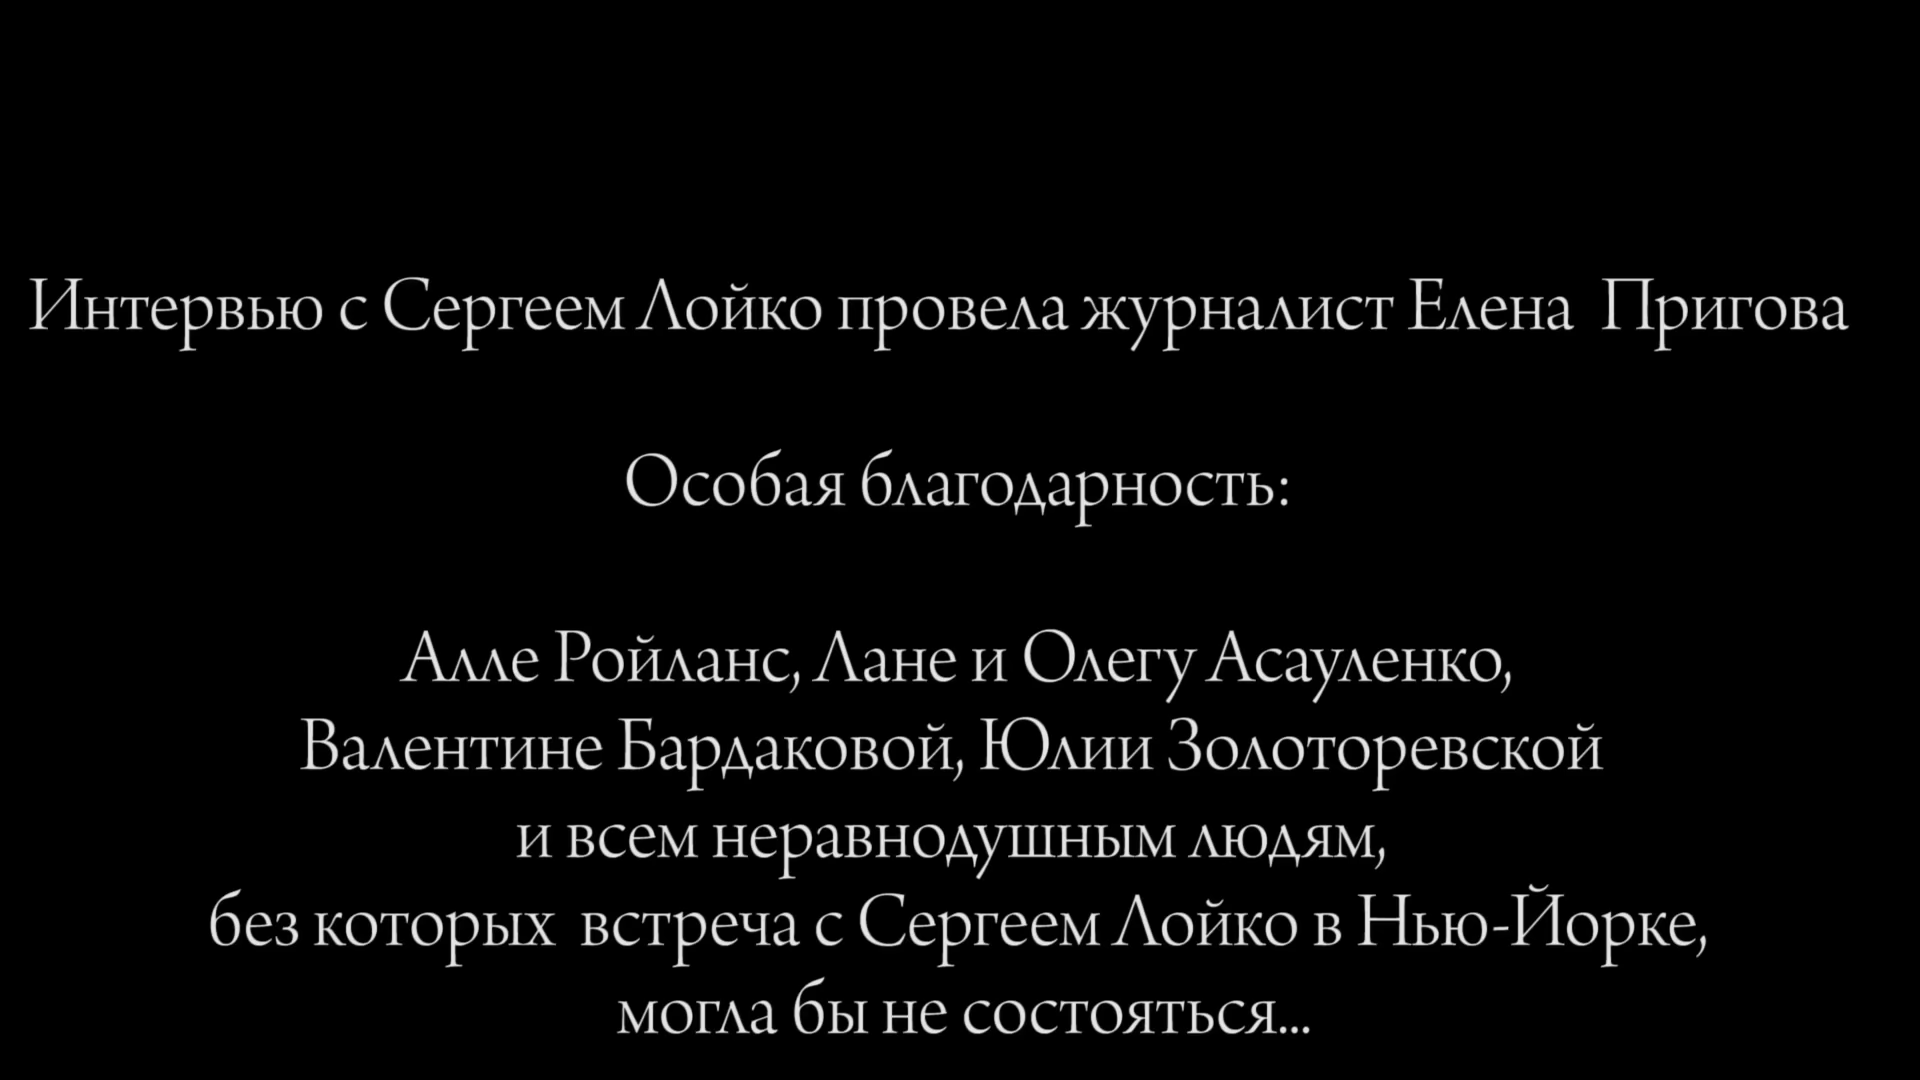 Интервью с Сергеем Лойко провела журналист Елена  Пригова
Особая благодарность:
Алле Ройланс, Лане и Олегу Асауленко,
Валентине Бардаковой, Юлии Золоторевской
и всем неравнодушным людям,
без которых  встреча с Сергеем Лойко в Нью-Йорке,
могла бы не состояться...